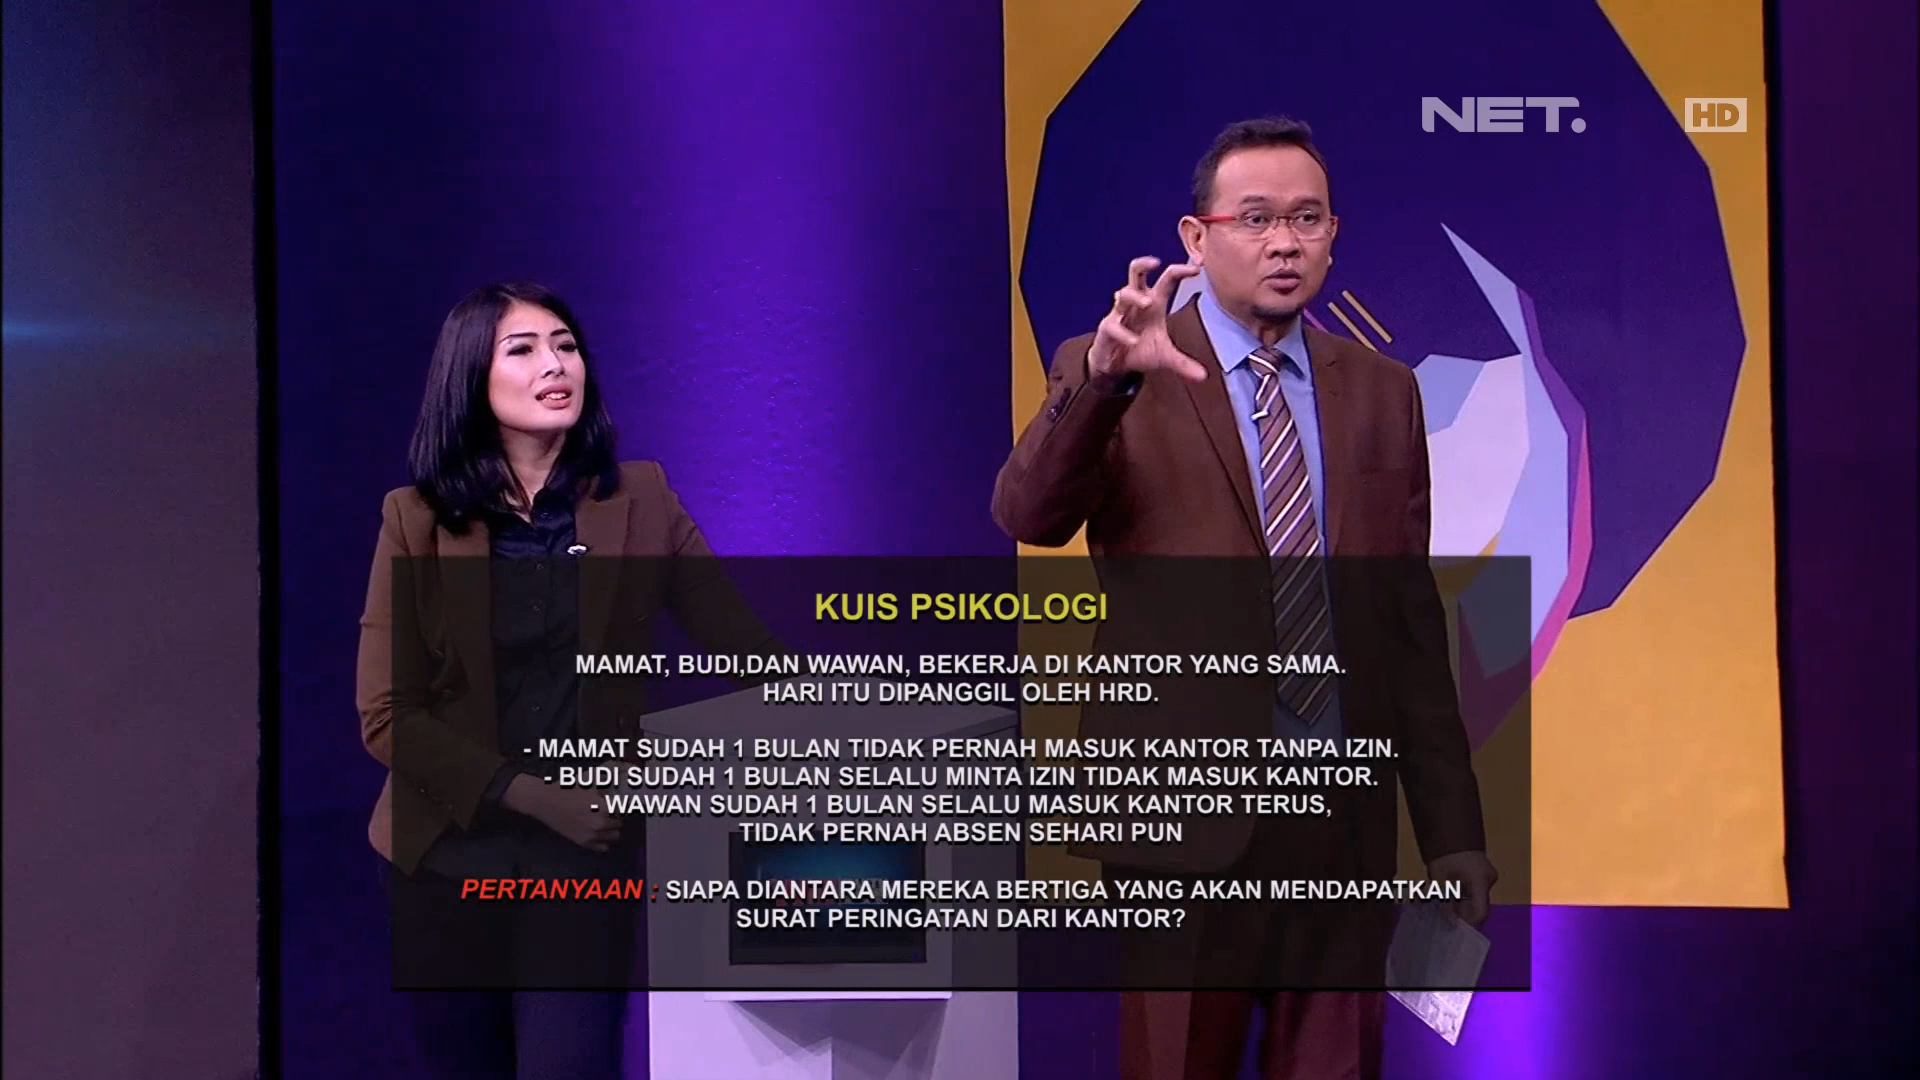 NET.
HD
KUIS PSIKOLOGI
MAMAT, BUDI,DAN WAWAN, BEKERJA DI KANTOR YANG SAMA.
HARI ITU DIPANGGIL OLEH HRD.
- MAMAT SUDAH 1 BULAN TIDAK PERNAH MASUK KANTOR TANPA IZIN.
- BUDI SUDAH 1 BULAN SELALU MINTA IZIN TIDAK MASUK KANTOR.
- WAWAN SUDAH 1 BULAN SELALU MASUK KANTOR TERUS,
TIDAK PERNAH ABSEN SEHARI PUN
PERTANYAAN : SIAPA DIANTARA MEREKA BERTIGA YANG AKAN MENDAPATKAN
SURAT PERINGATAN DARI KANTOR?